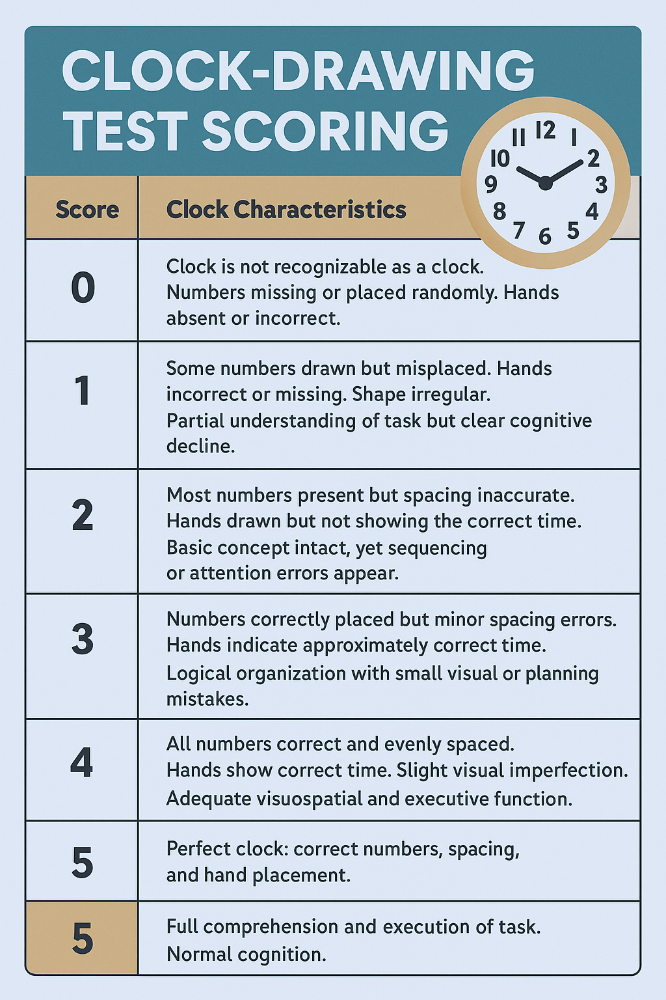 CLOCK-DRAWING
TEST SCORING
12
11
1
10
2
9
3
8
4
7
5
6
Score
Clock Characteristics
0
Clock is not recognizable as a clock.
Numbers missing or placed randomly. Hands
absent or incorrect.
1
Some numbers drawn but misplaced. Hands
incorrect or missing. Shape irregular.
Partial understanding of task but clear cognitive
decline.
2
Most numbers present but spacing inaccurate.
Hands drawn but not showing the correct time.
Basic concept intact, yet sequencing
or attention errors appear.
3
Numbers correctly placed but minor spacing errors.
Hands indicate approximately correct time.
Logical organization with small visual or planning
mistakes.
4
All numbers correct and evenly spaced.
Hands show correct time. Slight visual imperfection.
Adequate visuospatial and executive function.
5
Perfect clock: correct numbers, spacing,
and hand placement.
5
Full comprehension and execution of task.
Normal cognition.